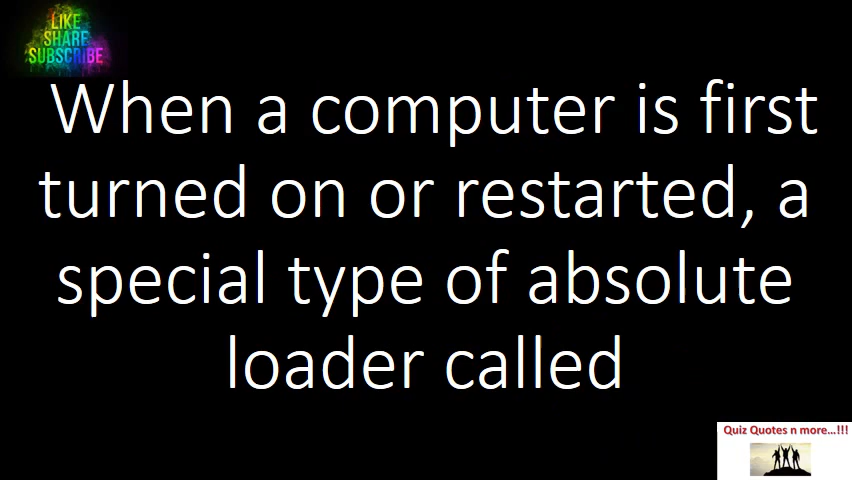 LIKE
SHARE
SUBSCRIBE
When a computer is first
turned on or restarted, a
special type of absolute
loader called
Quiz Quotes n more...!!!